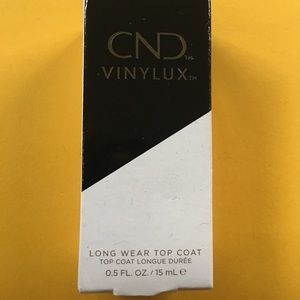 CND™
VINYLUX™
LONG WEAR TOP COAT
TOP COAT LONGUE DURÉE
0.5 FL. OZ. / 15 mL ℮